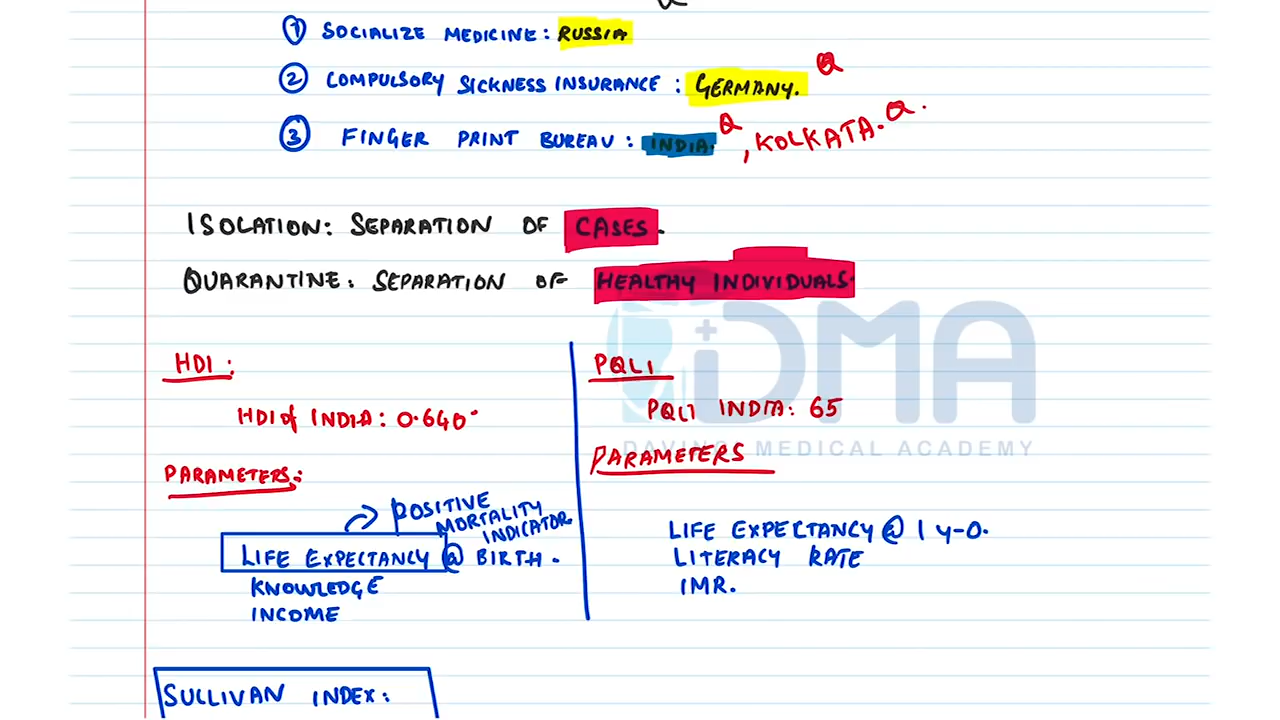 ① SOCIALIZE MEDICINE: RUSSIA
② COMPULSORY SICKNESS INSURANCE: GERMANY. Q
③ FINGER PRINT BUREAU: INDIA. Q, KOLKATA. Q.
ISOLATION: SEPARATION OF CASES.
QUARANTINE: SEPARATION OF HEALTHY INDIVIDUALS.
HDI:
HDI of INDIA: 0.640
PARAMETERS:
POSITIVE
MORTALITY
INDICATOR
LIFE EXPECTANCY @ BIRTH.
KNOWLEDGE
INCOME
PQLI
PQLI INDIA: 65
PARAMETERS
LIFE EXPECTANCY @ 1 Y-O.
LITERACY RATE
IMR.
DMA
MEDICAL ACADEMY
SULLIVAN INDEX: